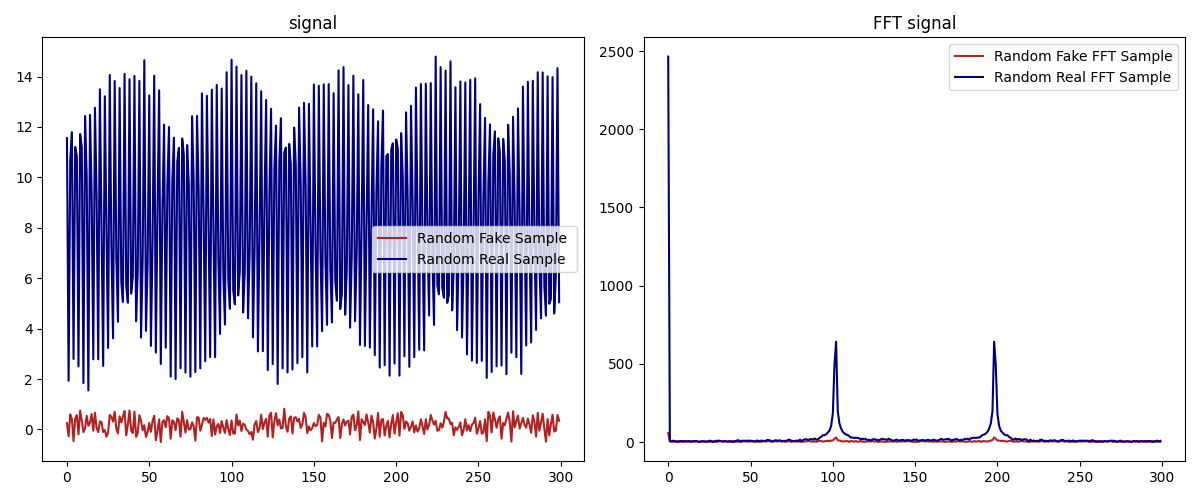 signal
14
12
10
8
6
4
2
0
0 50 100 150 200 250 300
Random Fake Sample
Random Real Sample
FFT signal
2500
2000
1500
1000
500
0
0 50 100 150 200 250 300
Random Fake FFT Sample
Random Real FFT Sample